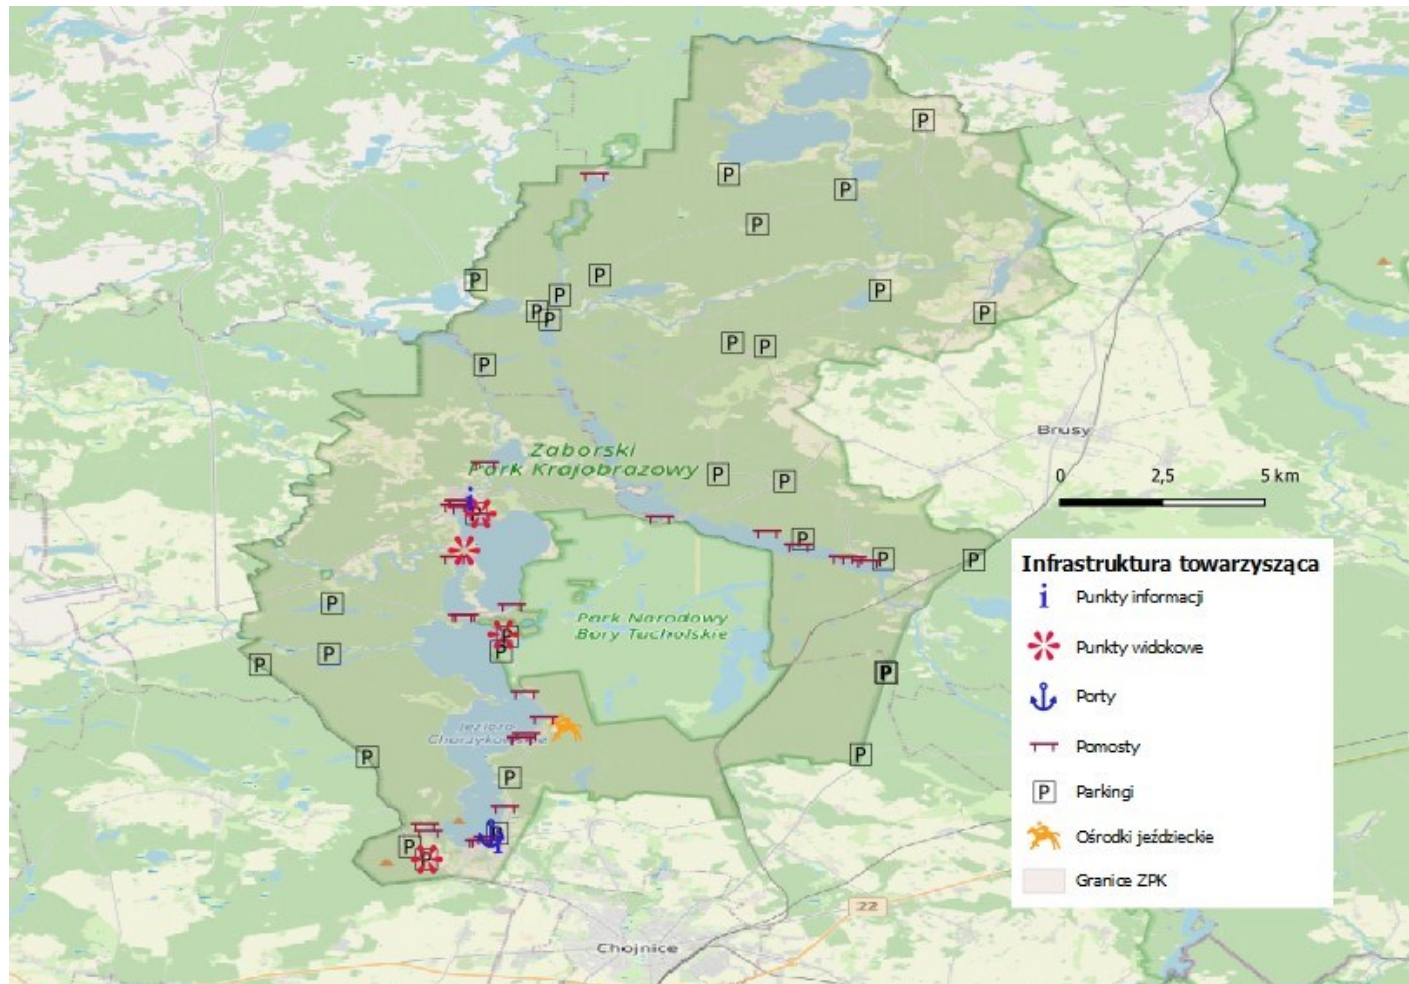 Zaborski
Park Krajobrazowy
Brusy
0 2,5 5 km
Park Narodowy
Bory Tucholskie
Jezioro
Charzykowskie
22
Chojnice
Infrastruktura towarzysząca
Punkty informacji
Punkty widokowe
Porty
Pomosty
P Parkingi
Ośrodki jeździeckie
Granice ZPK